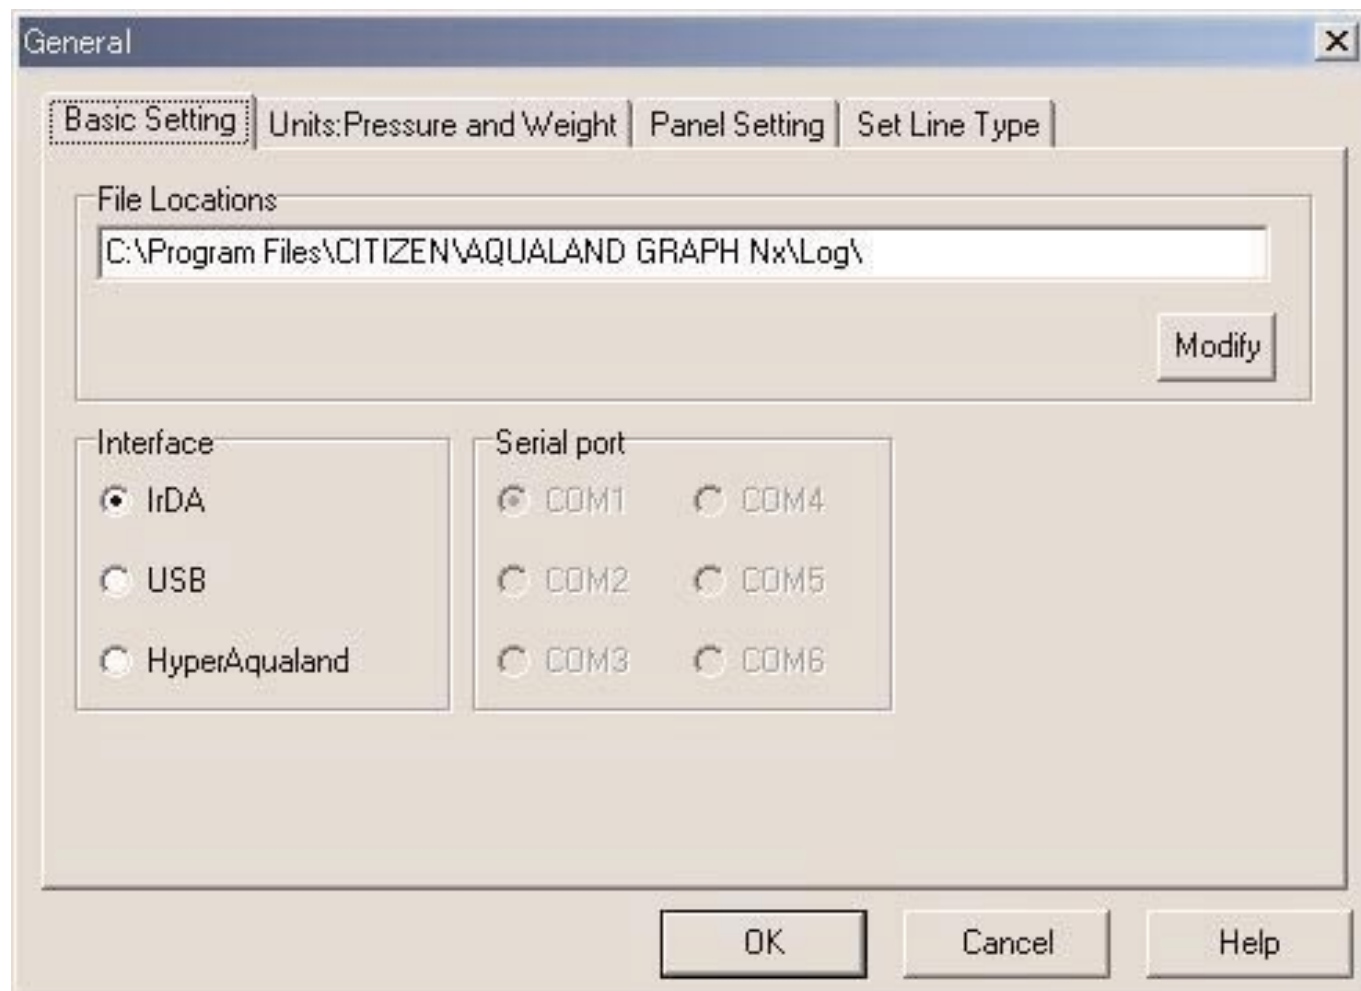 General
Basic Setting Units:Pressure and Weight Panel Setting Set Line Type
File Locations
C:\Program Files\CITIZEN\AQUALAND GRAPH Nx\Log\
Modify
Interface
IrDA
USB
HyperAqualand
Serial port
COM1 COM4
COM2 COM5
COM3 COM6
OK Cancel Help